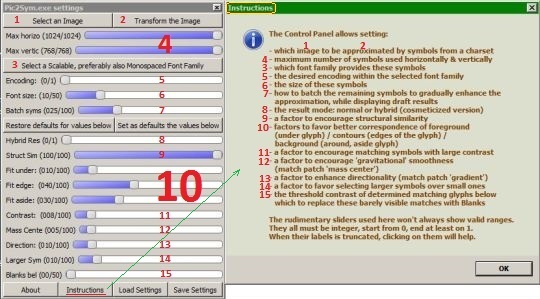 Pic2Sym.exe settings
1 Select an Image 2 Transform the Image
Max horizo (1024/1024)
Max vertic (768/768)
3 Select a Scalable, preferably also Monospaced Font Family
Encoding: (0/1) 5
Font size: (10/50) 6
Batch syms (025/100) 7
Restore defaults for values below Set as defaults the values below
Hybrid Res (0/1) 8
Struct Sim (100/100) 9
Fit under: (010/100)
Fit edge: (040/100) 10
Fit aside: (030/100)
Contrast: (008/100) 11
Mass Cente (005/100) 12
Direction: (010/100) 13
Larger Sym (010/100) 14
Blanks bel (00/50) 15
About Instructions Load Settings Save Settings
4
Instructions
The Control Panel allows setting:
1 2
- which image to be approximated by symbols from a charset
4 - maximum number of symbols used horizontally & vertically
3 - which font family provides these symbols
5 - the desired encoding within the selected font family
6 - the size of these symbols
7 - how to batch the remaining symbols to gradually enhance the
approximation, while displaying draft results
8 - the result mode: normal or hybrid (cosmeticized version)
9 - a factor to encourage structural similarity
10 - factors to favor better correspondence of foreground
(under glyph) / contours (edges of the glyph) /
background (around, aside glyph)
11 - a factor to encourage matching symbols with large contrast
12 - a factor to encourage 'gravitational' smoothness
(match patch 'mass center')
13 - a factor to enhance directionality (match patch 'gradient')
14 - a factor to favor selecting larger symbols over small ones
15 - the threshold contrast of determined matching glyphs below
which to replace these barely visible matches with Blanks
The rudimentary sliders used here won't always show valid ranges.
They all must be integer, start from 0, end at least on 1.
When their labels are truncated, clicking on them will help.
OK